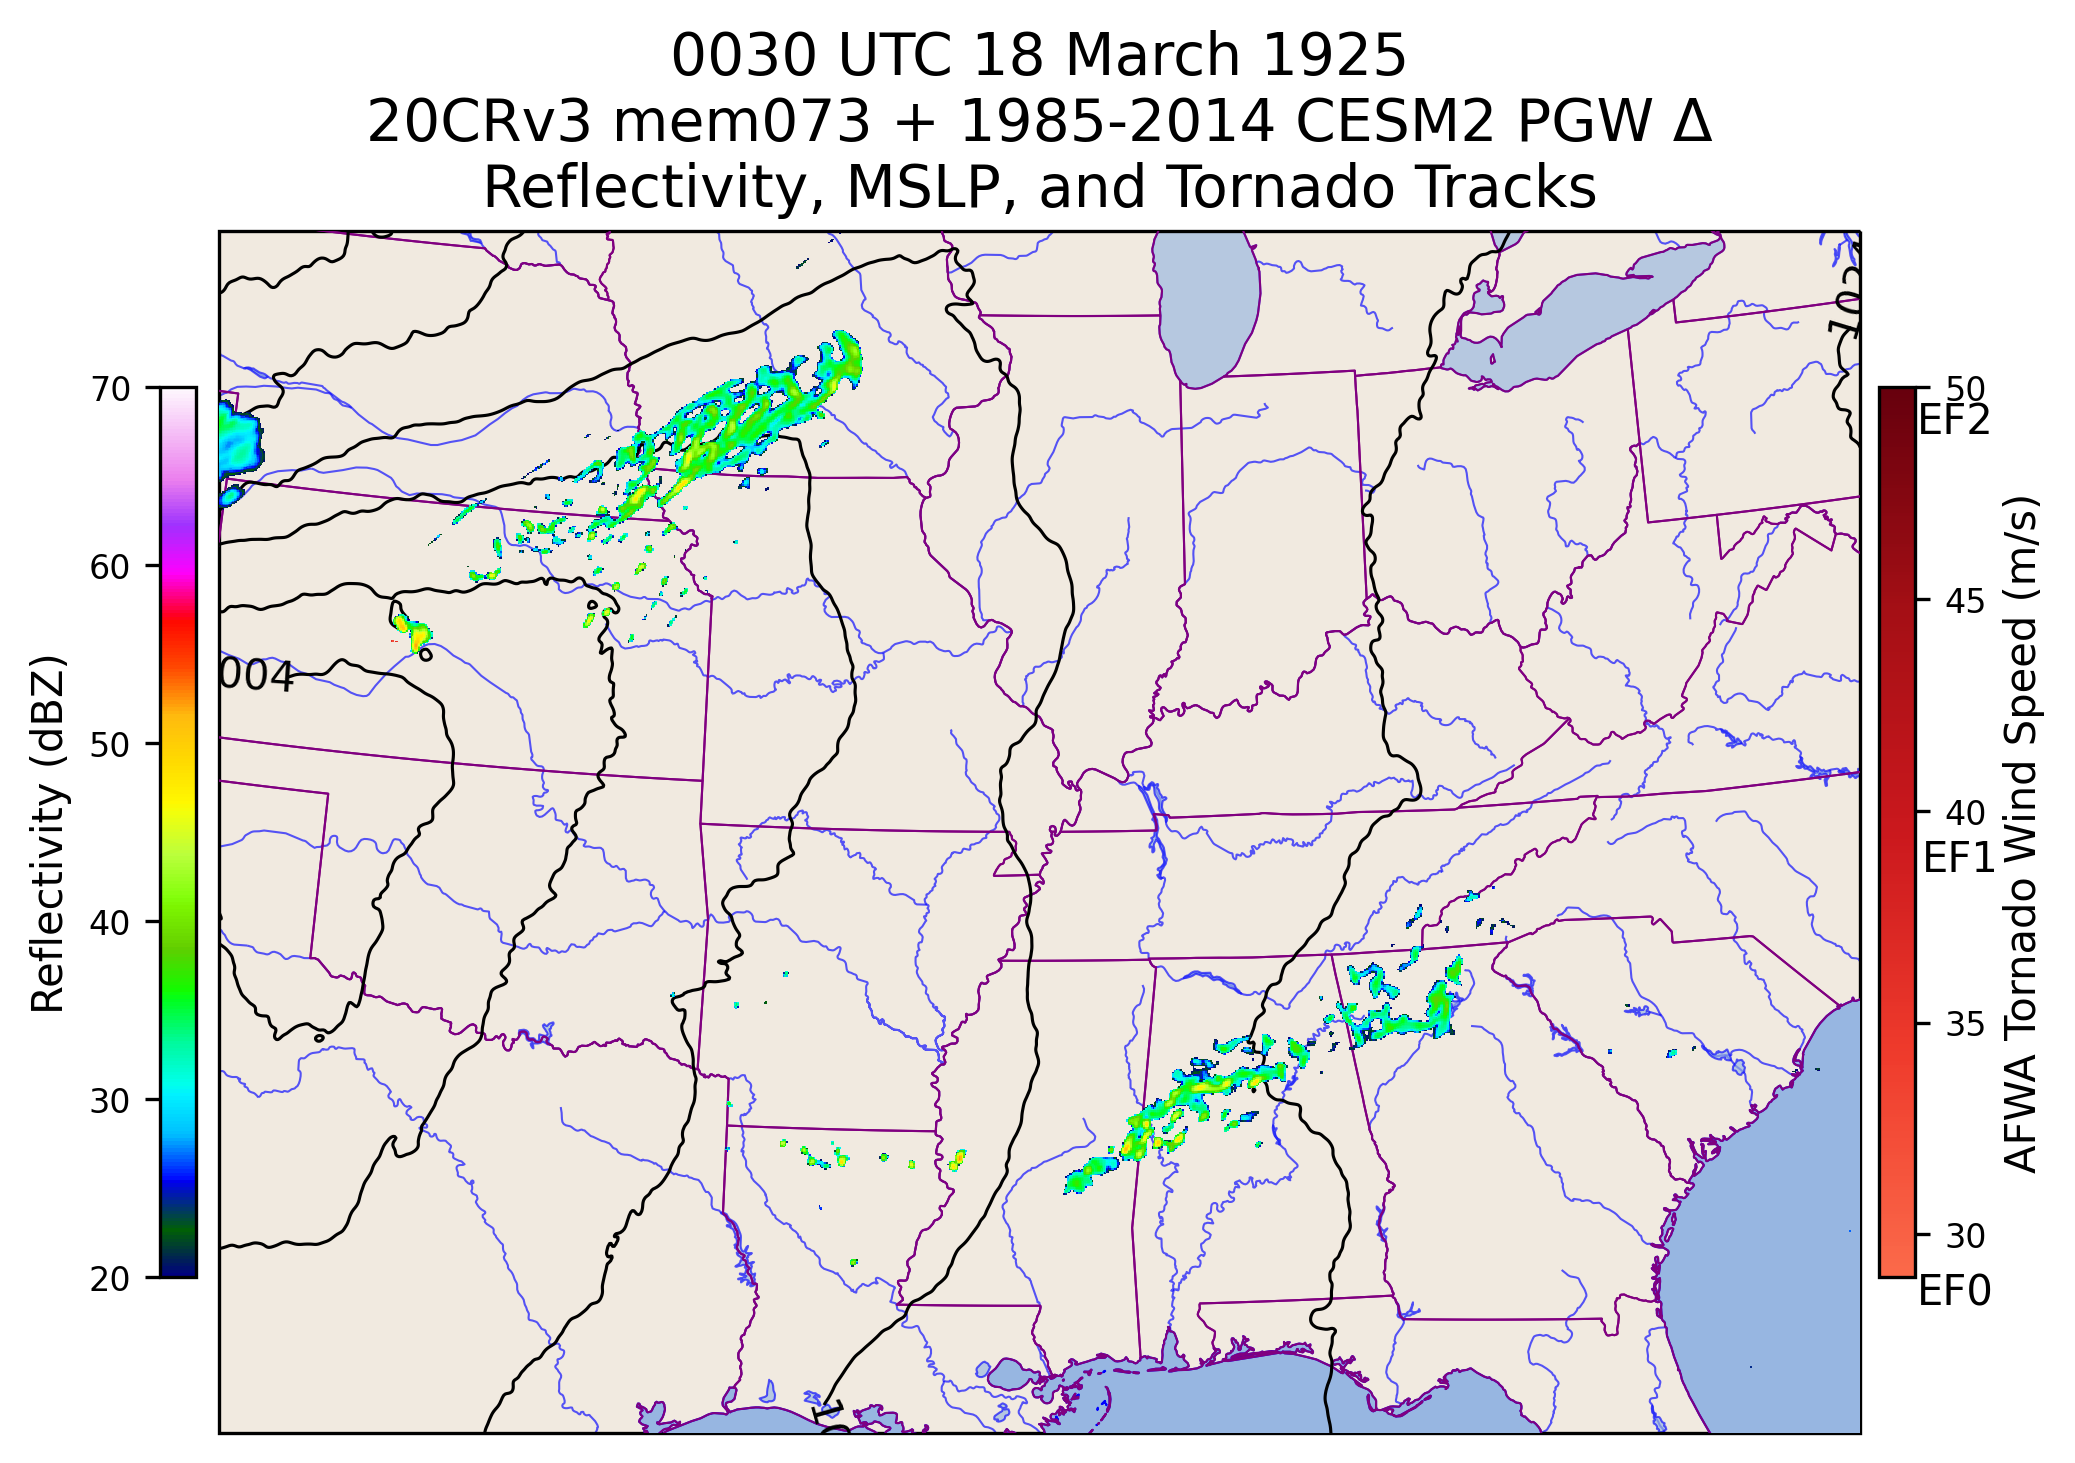 0030 UTC 18 March 1925
20CRv3 mem073 + 1985-2014 CESM2 PGW Δ
Reflectivity, MSLP, and Tornado Tracks
70
60
50
40
30
20
Reflectivity (dBZ)
004
50
EF2
45
40
EF1
35
30
EF0
AFWA Tornado Wind Speed (m/s)